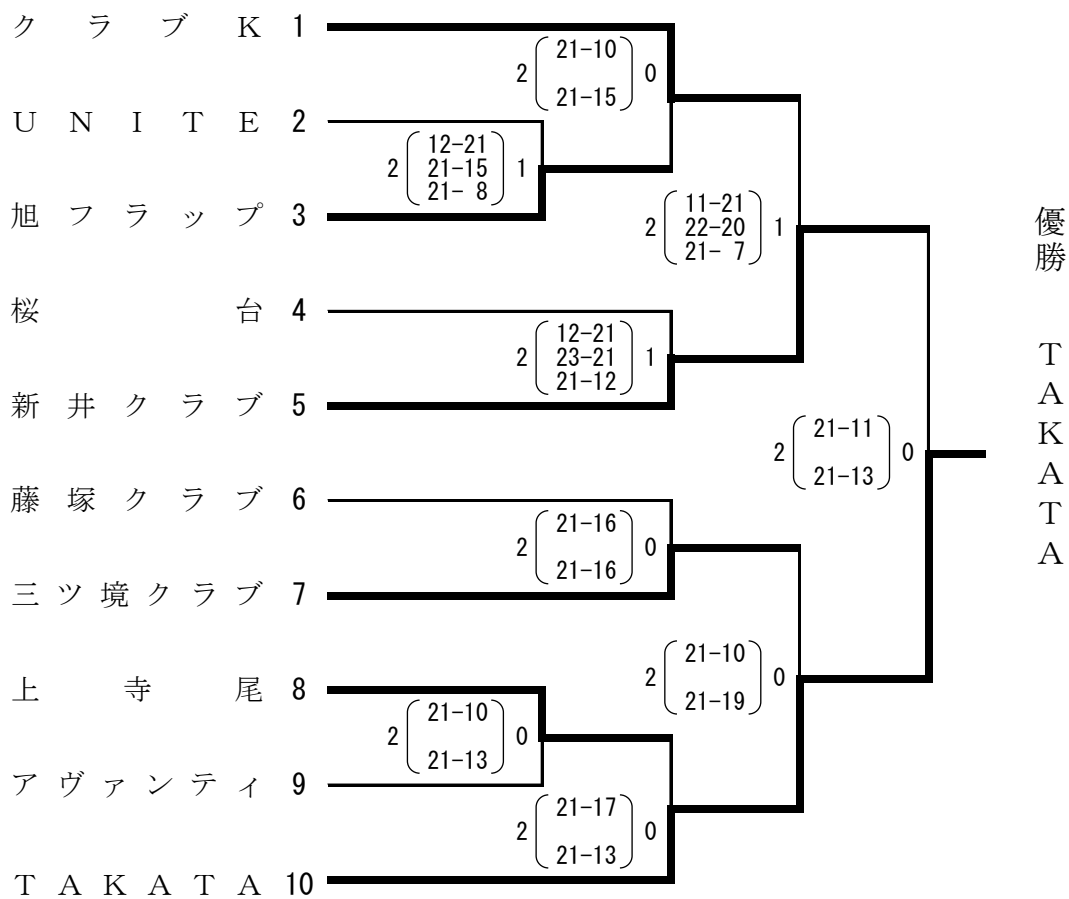 クラブK 1
2 21-10 0
21-15
UNITE 2
2 12-21 1
21-15
21- 8
旭フラップ 3
2 11-21 1
22-20
21- 7
桜台 4
2 12-21 1
23-21
21-12
新井クラブ 5
2 21-11 0
21-13
藤塚クラブ 6
2 21-16 0
21-16
三ツ境クラブ 7
2 21-10 0
21-19
上寺尾 8
2 21-10 0
21-13
アヴァンティ 9
2 21-17 0
21-13
TAKATA 10
優勝 TAKATA